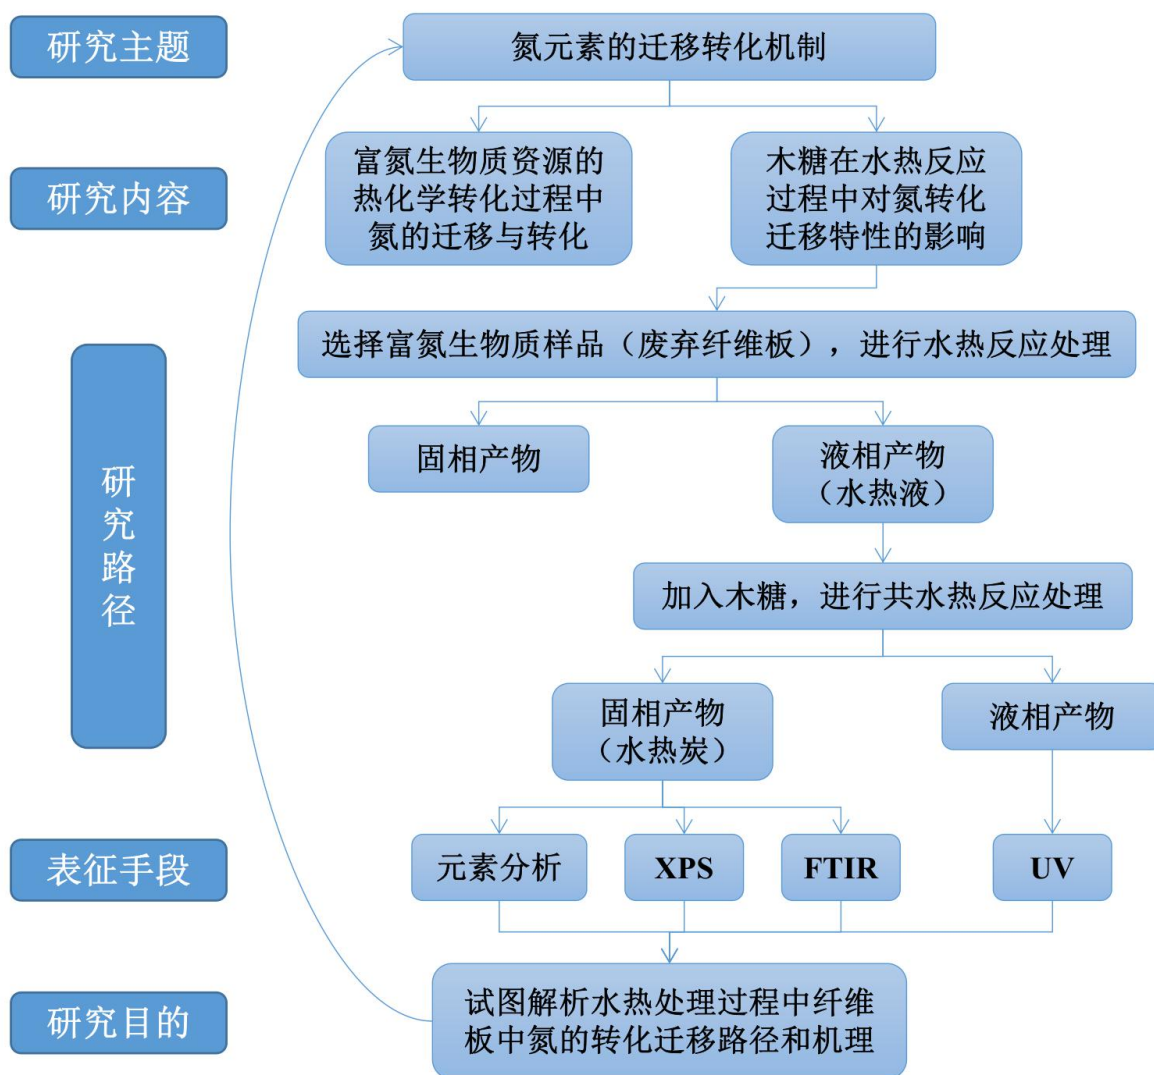 研究主题
氮元素的迁移转化机制
研究内容
富氮生物质资源的
热化学转化过程中
氮的迁移与转化
木糖在水热反应
过程中对氮转化
迁移特性的影响
研究路径
选择富氮生物质样品（废弃纤维板），进行水热反应处理
固相产物
液相产物
（水热液）
加入木糖，进行共水热反应处理
固相产物
（水热炭）
液相产物
表征手段
元素分析
XPS
FTIR
UV
研究目的
试图解析水热处理过程中纤维
板中氮的转化迁移路径和机理